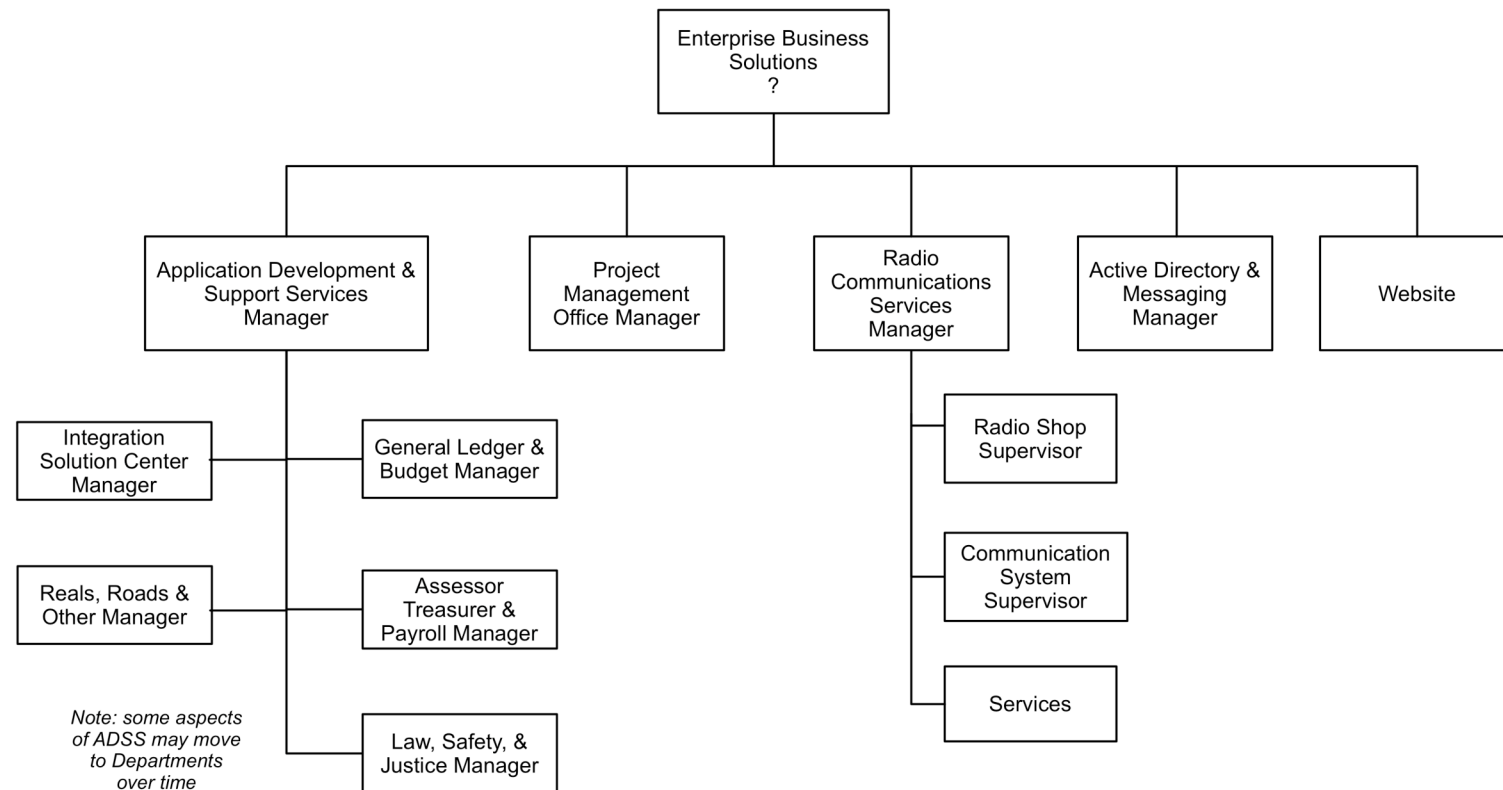 Enterprise Business
Solutions
?
Application Development &
Support Services
Manager
Project
Management
Office Manager
Radio
Communications
Services
Manager
Active Directory &
Messaging
Manager
Website
Integration
Solution Center
Manager
General Ledger &
Budget Manager
Radio Shop
Supervisor
Reals, Roads &
Other Manager
Assessor
Treasurer &
Payroll Manager
Communication
System
Supervisor
Services
Note: some aspects
of ADSS may move
to Departments
over time
Law, Safety, &
Justice Manager